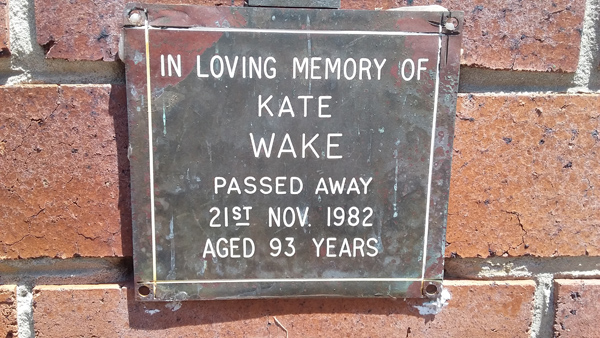 IN LOVING MEMORY OF
KATE
WAKE
PASSED AWAY
21ST NOV. 1982
AGED 93 YEARS